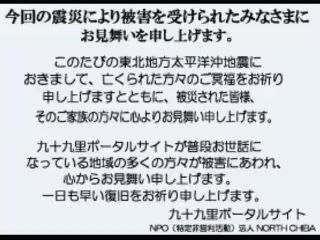 今回の震災により被害を受けられたみなさまに
お見舞いを申し上げます。
このたびの東北地方太平洋沖地震に
おきまして、亡くられた方々のご冥福をお祈り
申し上げますとともに、被災された皆様、
そのご家族の方々に心よりお見舞い申し上げます。
九十九里ポータルサイトが普段お世話に
なっている地域の多くの方々が被害にあわれ、
心からお見舞い申し上げます。
一日も早い復旧をお祈り申し上げます。
九十九里ポータルサイト
NPO（特定非営利活動）法人 NORTH CHIBA